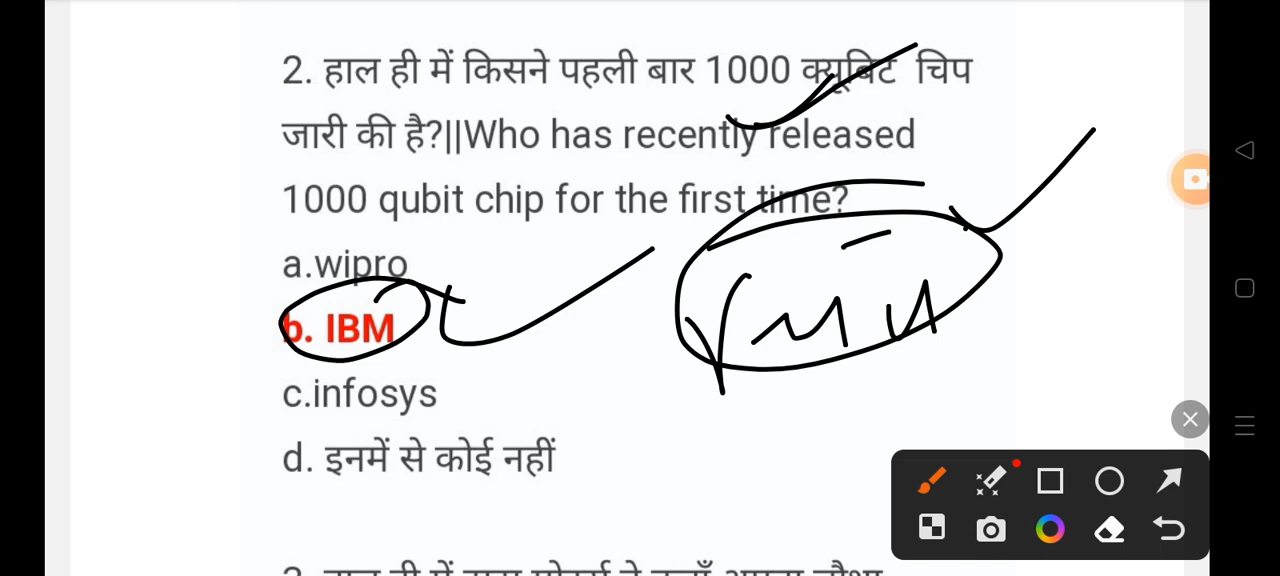 2. हाल ही में किसने पहली बार 1000 क्यूबिट चिप
जारी की है?||Who has recently released
1000 qubit chip for the first time?
a.wipro
b. IBM
c.infosys
d. इनमें से कोई नहीं